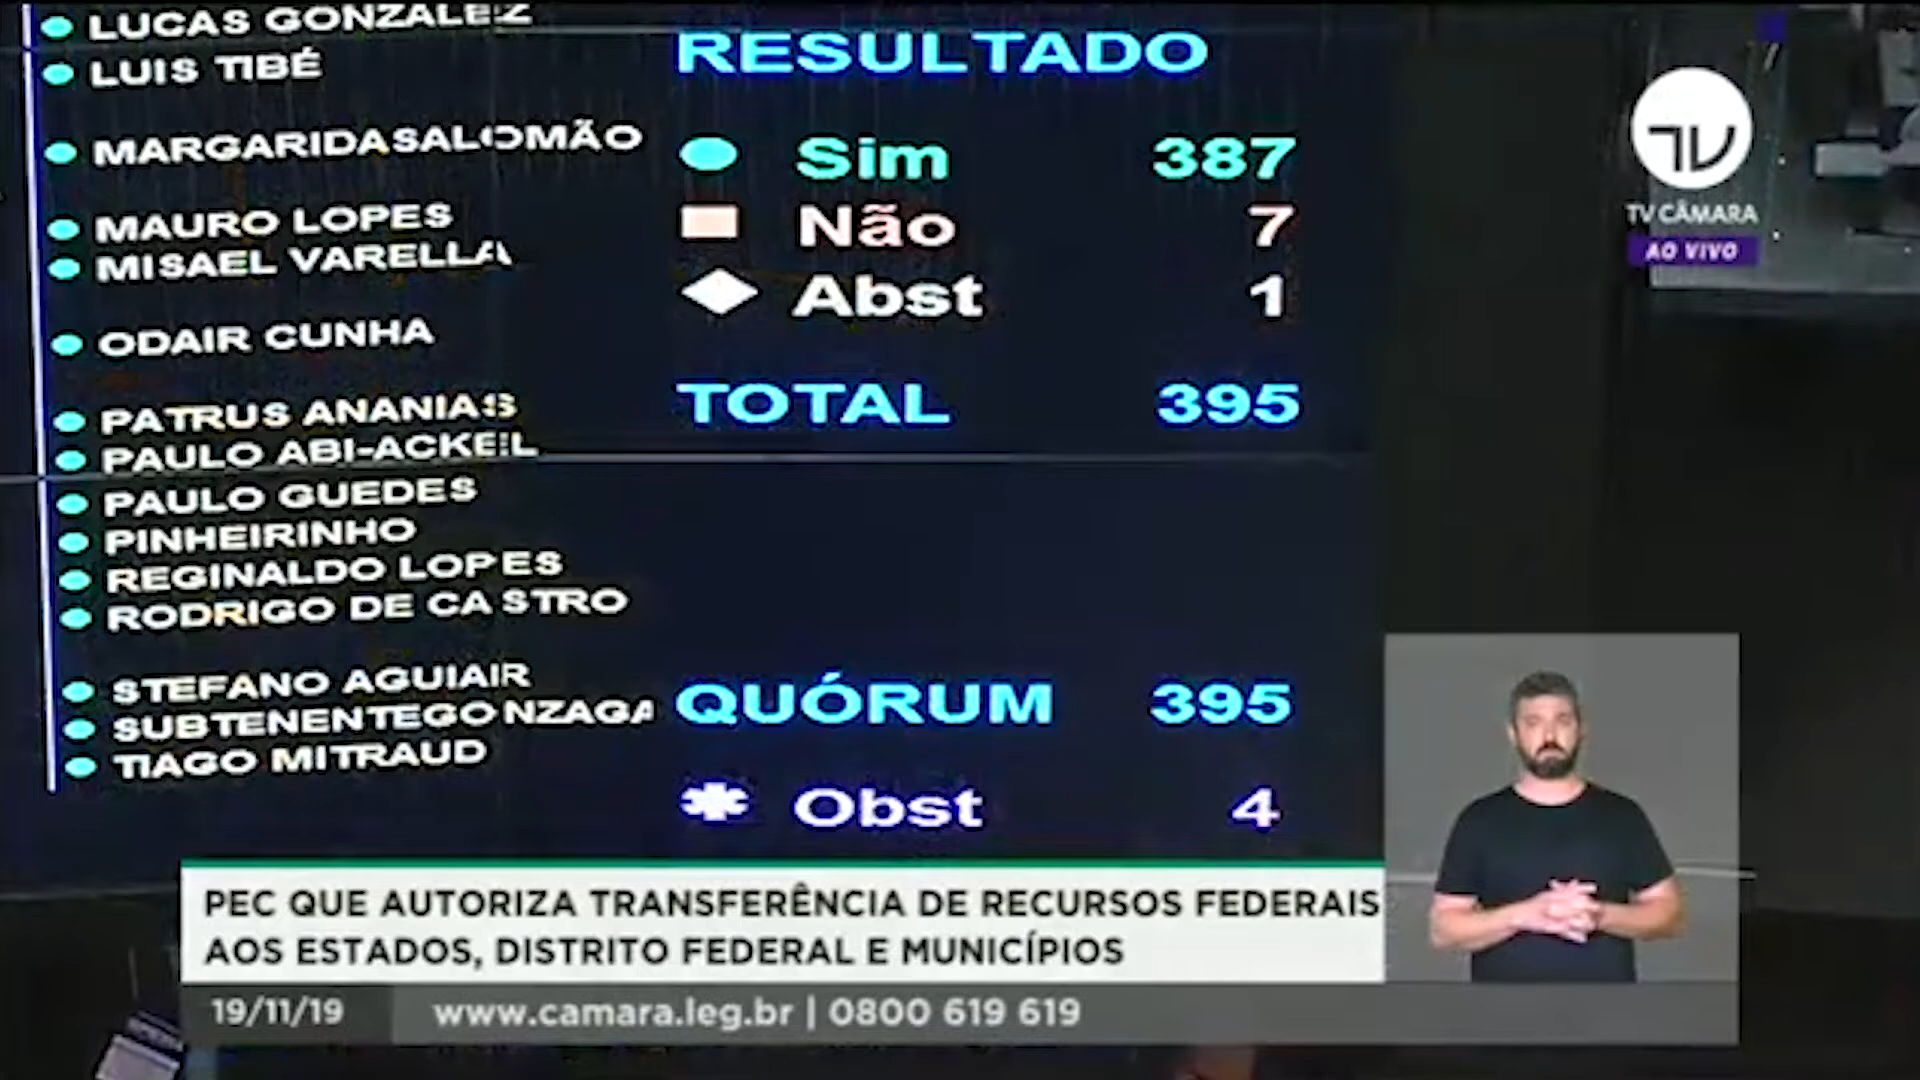 LUCAS GONZALEZ
LUIS TIBÉ
MARGARIDA SALOMÃO
MAURO LOPES
MISAEL VARELLA
ODAIR CUNHA
PATRUS ANANIAS
PAULO ABI-ACKEL
PAULO GUEDES
PINHEIRINHO
REGINALDO LOPES
RODRIGO DE CASTRO
STEFANO AGUIAR
SUBTENENTE GONZAGA
TIAGO MITRAUD
RESULTADO
Sim 387
Não 7
Abst 1
TOTAL 395
QUÓRUM 395
Obst 4
TV CÂMARA
AO VIVO
PEC QUE AUTORIZA TRANSFERÊNCIA DE RECURSOS FEDERAIS
AOS ESTADOS, DISTRITO FEDERAL E MUNICÍPIOS
19/11/19 www.camara.leg.br | 0800 619 619